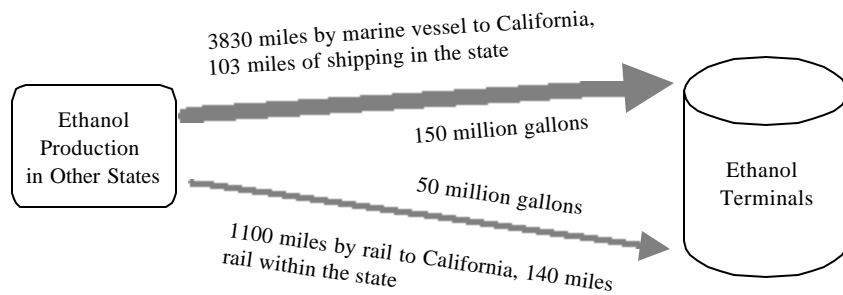 3830 miles by marine vessel to California,
103 miles of shipping in the state
Ethanol
Production
in Other States
150 million gallons
50 million gallons
1100 miles by rail to California, 140 miles
rail within the state
Ethanol
Terminals